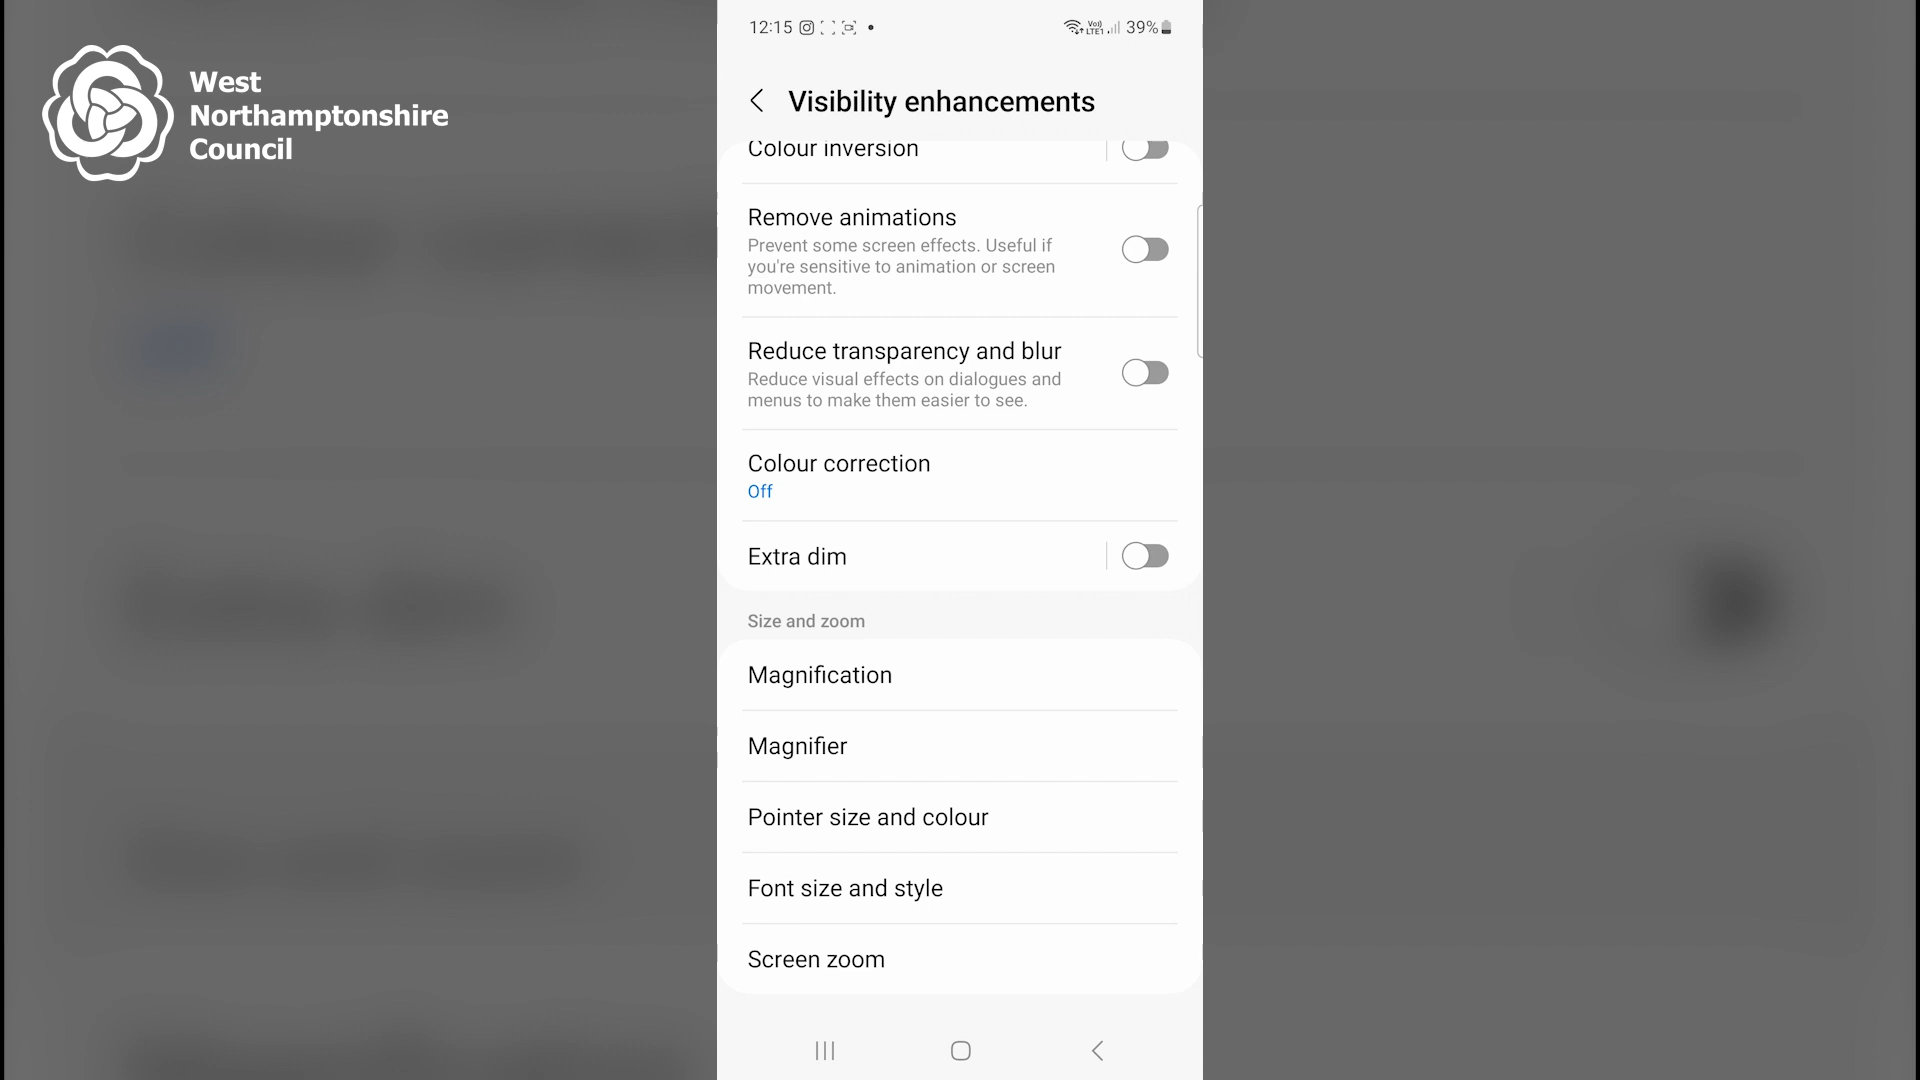 West
Northamptonshire
Council
12:15
Vo))
LTE1
39%
Visibility enhancements
Colour inversion
Remove animations
Prevent some screen effects. Useful if
you're sensitive to animation or screen
movement.
Reduce transparency and blur
Reduce visual effects on dialogues and
menus to make them easier to see.
Colour correction
Off
Extra dim
Size and zoom
Magnification
Magnifier
Pointer size and colour
Font size and style
Screen zoom